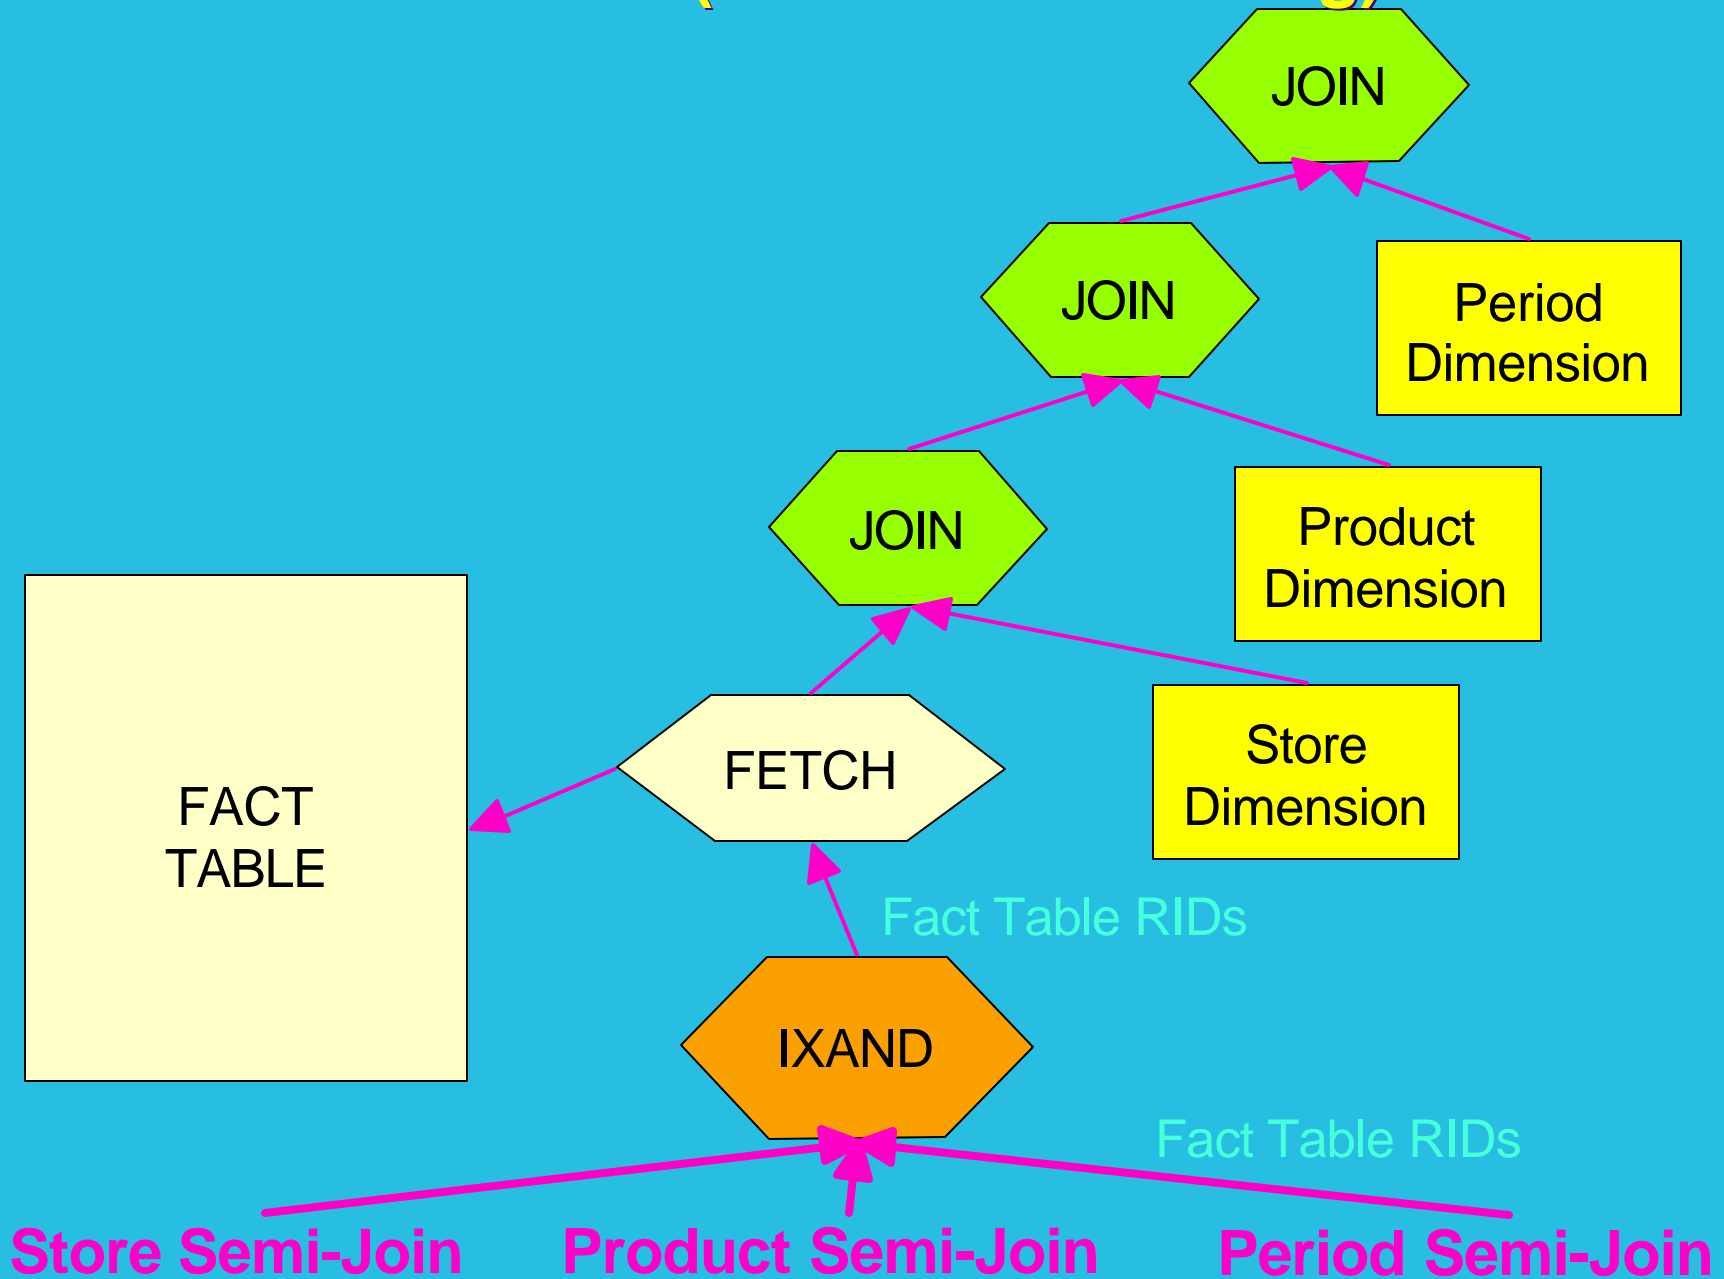 JOIN
JOIN
Period
Dimension
JOIN
Product
Dimension
Store
Dimension
FETCH
FACT
TABLE
Fact Table RIDs
IXAND
Fact Table RIDs
Store Semi-Join
Product Semi-Join
Period Semi-Join